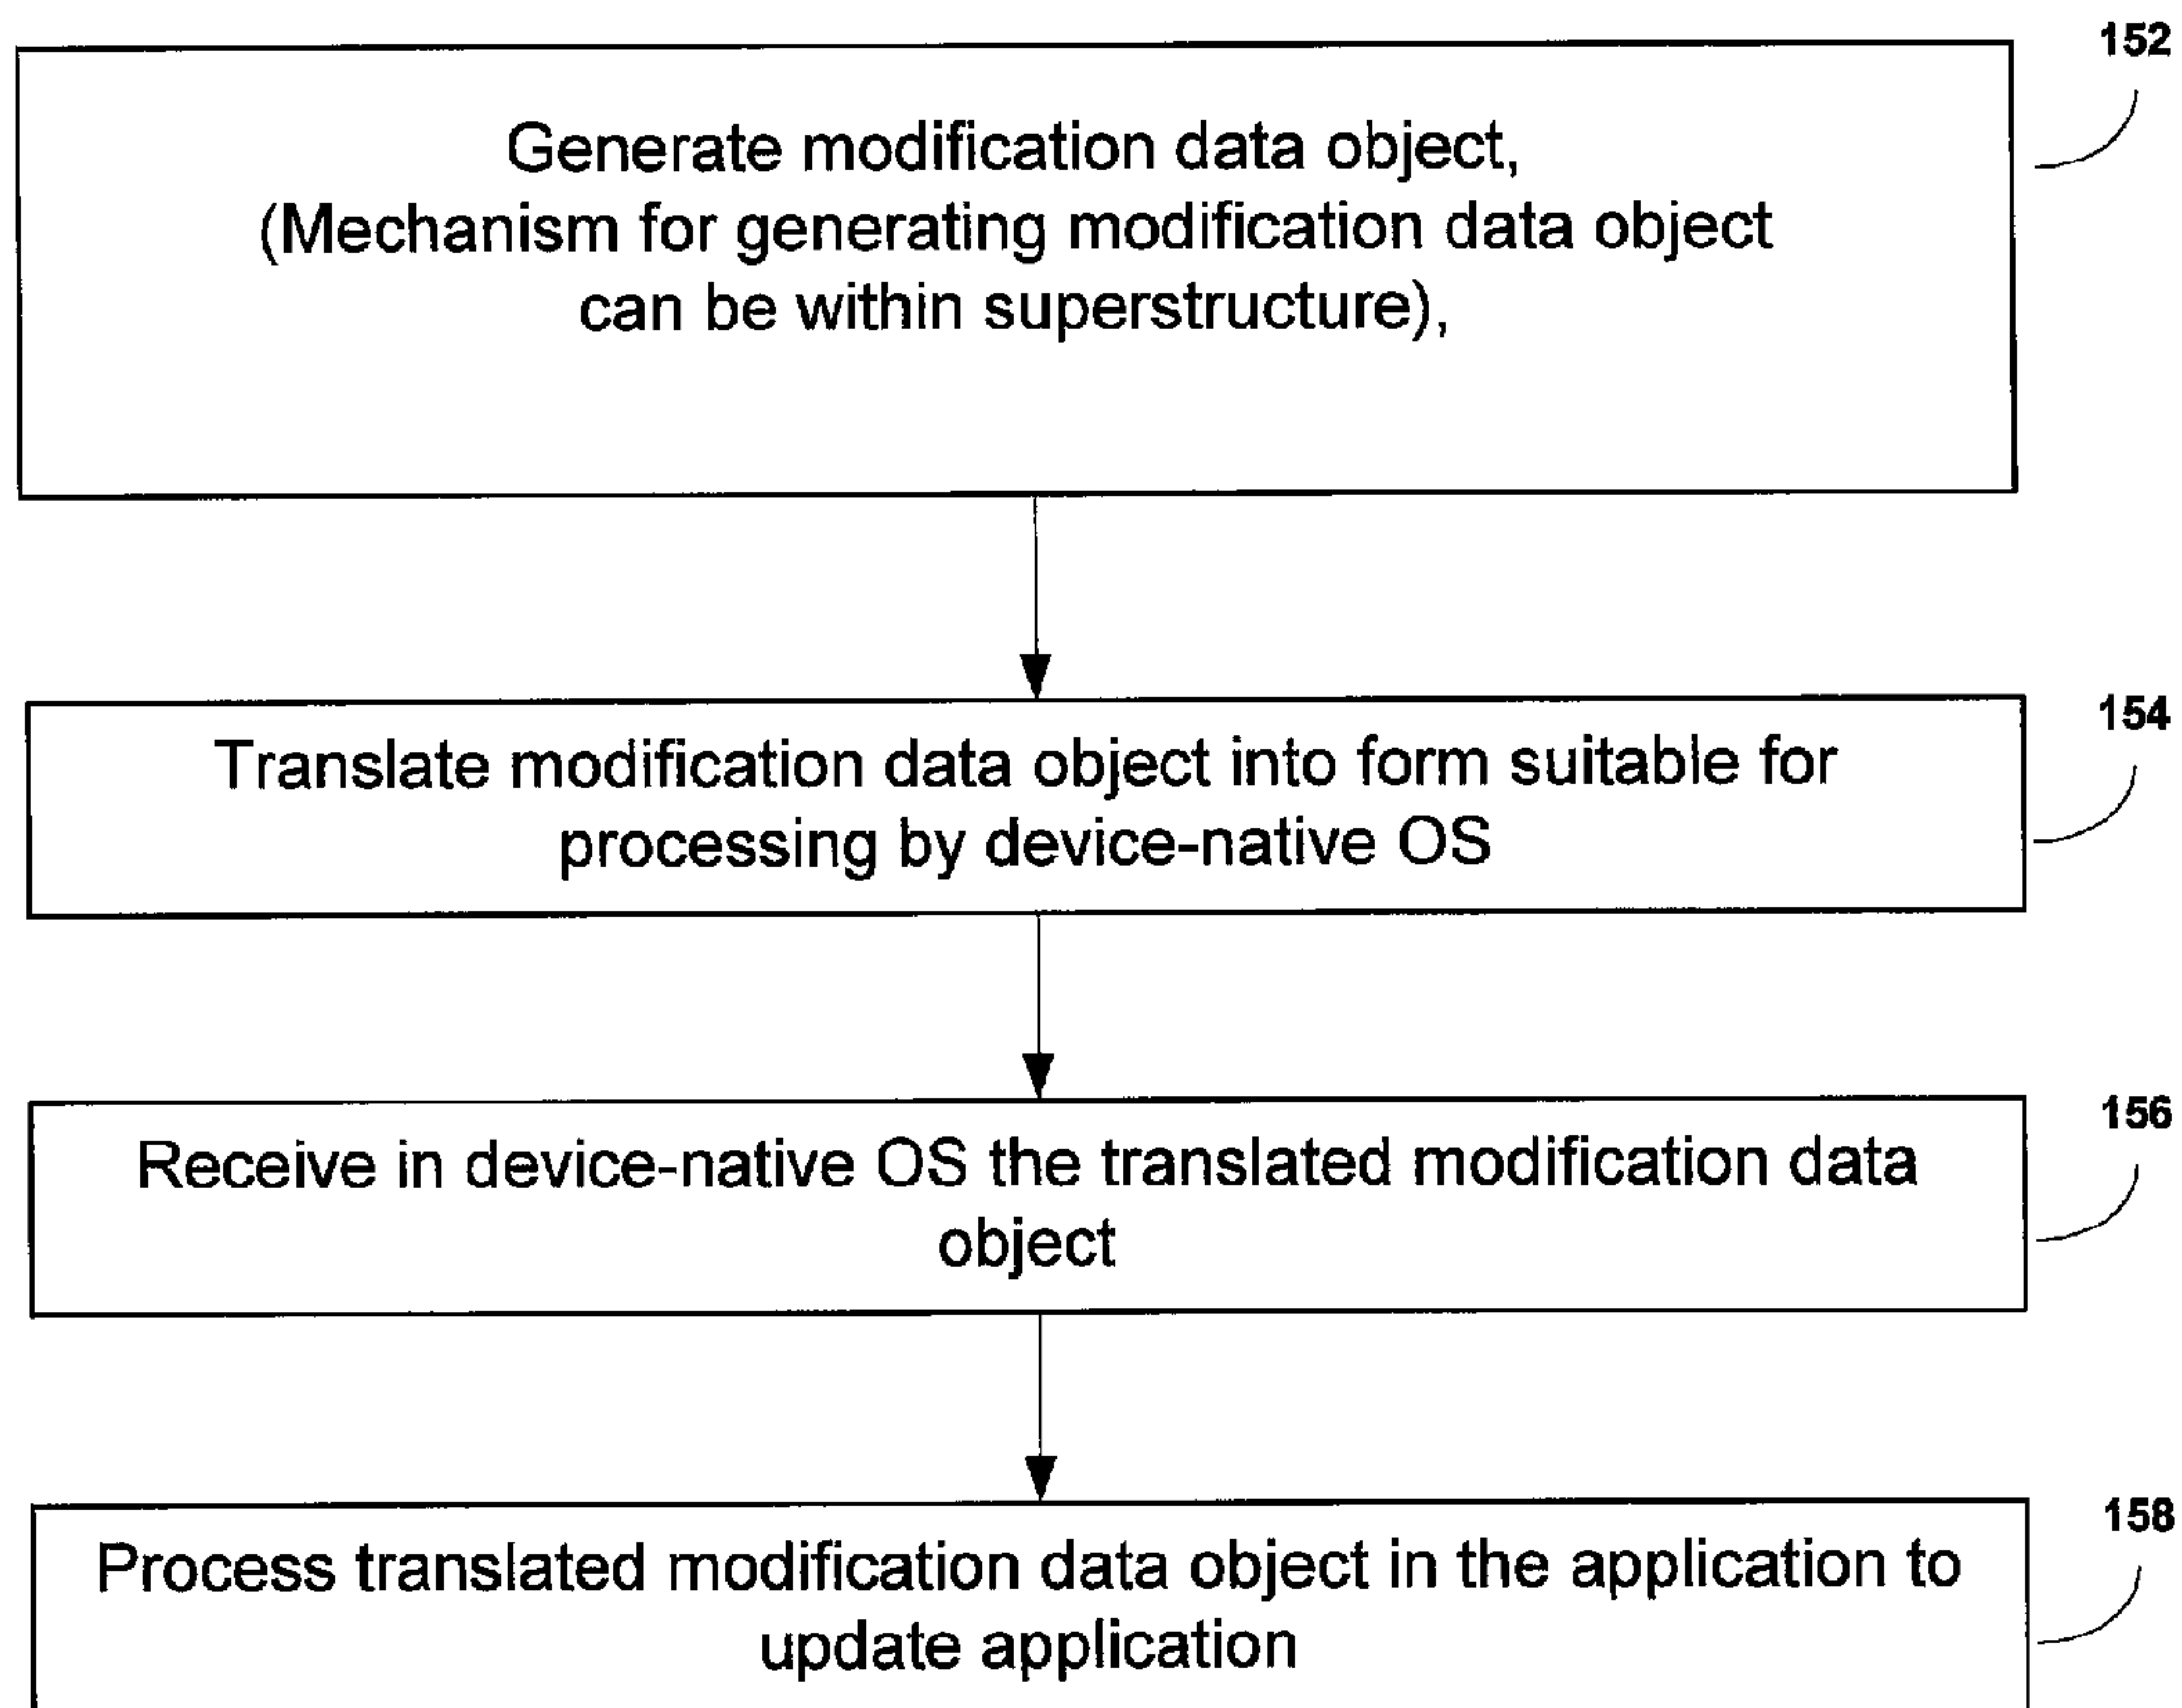 152
Generate modification data object,
(Mechanism for generating modification data object
can be within superstructure),
154
Translate modification data object into form suitable for
processing by device-native OS
156
Receive in device-native OS the translated modification data
object
158
Process translated modification data object in the application to
update application